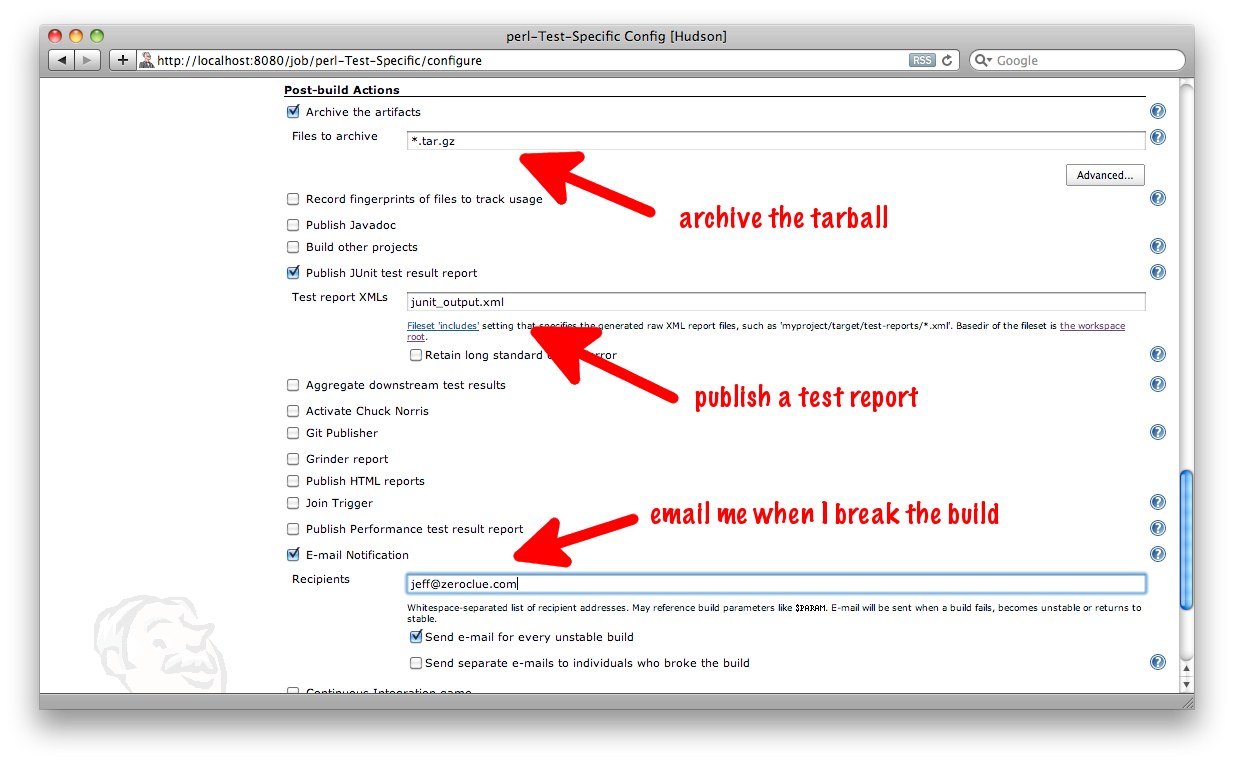 perl-Test-Specific Config [Hudson]
http://localhost:8080/job/perl-Test-Specific/configure
RSS
Google
Post-build Actions
Archive the artifacts
Files to archive
*.tar.gz
Advanced...
archive the tarball
Record fingerprints of files to track usage
Publish Javadoc
Build other projects
Publish JUnit test result report
Test report XMLs
junit_output.xml
Fileset 'includes' setting that specifies the generated raw XML report files, such as 'myproject/target/test-reports/*.xml'. Basedir of the fileset is the workspace
root.
Retain long standard error
publish a test report
Aggregate downstream test results
Activate Chuck Norris
Git Publisher
Grinder report
Publish HTML reports
Join Trigger
email me when I break the build
Publish Performance test result report
E-mail Notification
Recipients
jeff@zeroclue.com
Whitespace-separated list of recipient addresses. May reference build parameters like $PARAM. E-mail will be sent when a build fails, becomes unstable or returns to
stable.
Send e-mail for every unstable build
Send separate e-mails to individuals who broke the build
Continuous Integration game